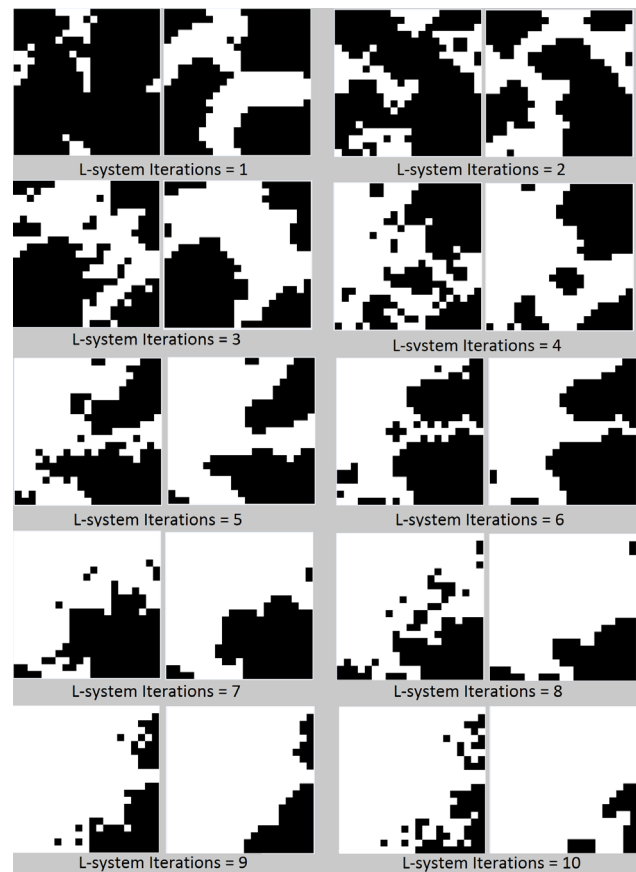 L-system Iterations = 1
L-system Iterations = 2
L-system Iterations = 3
L-system Iterations = 4
L-system Iterations = 5
L-system Iterations = 6
L-system Iterations = 7
L-system Iterations = 8
L-system Iterations = 9
L-system Iterations = 10